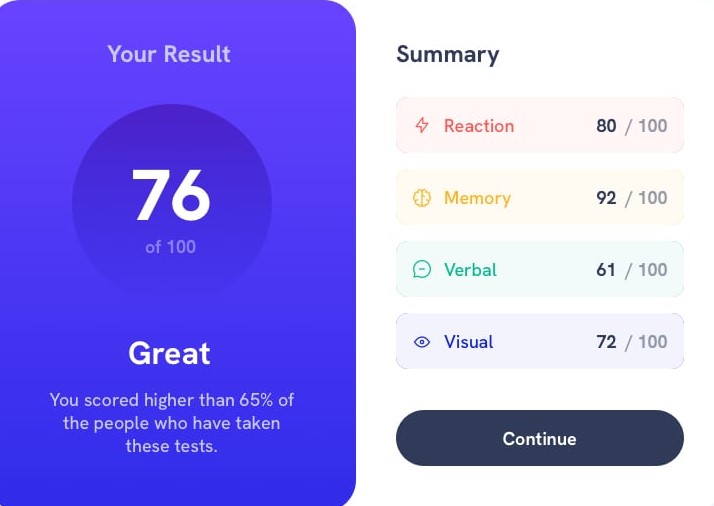 Your Result
76
of 100
Great
You scored higher than 65% of
the people who have taken
these tests.
Summary
Reaction 80 / 100
Memory 92 / 100
Verbal 61 / 100
Visual 72 / 100
Continue